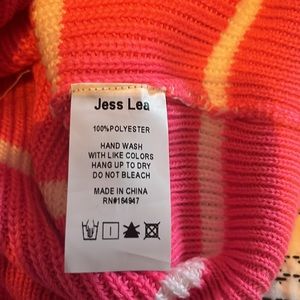 Jess Lea
100%POLYESTER
HAND WASH
WITH LIKE COLORS
HANG UP TO DRY
DO NOT BLEACH
MADE IN CHINA
RN#164947